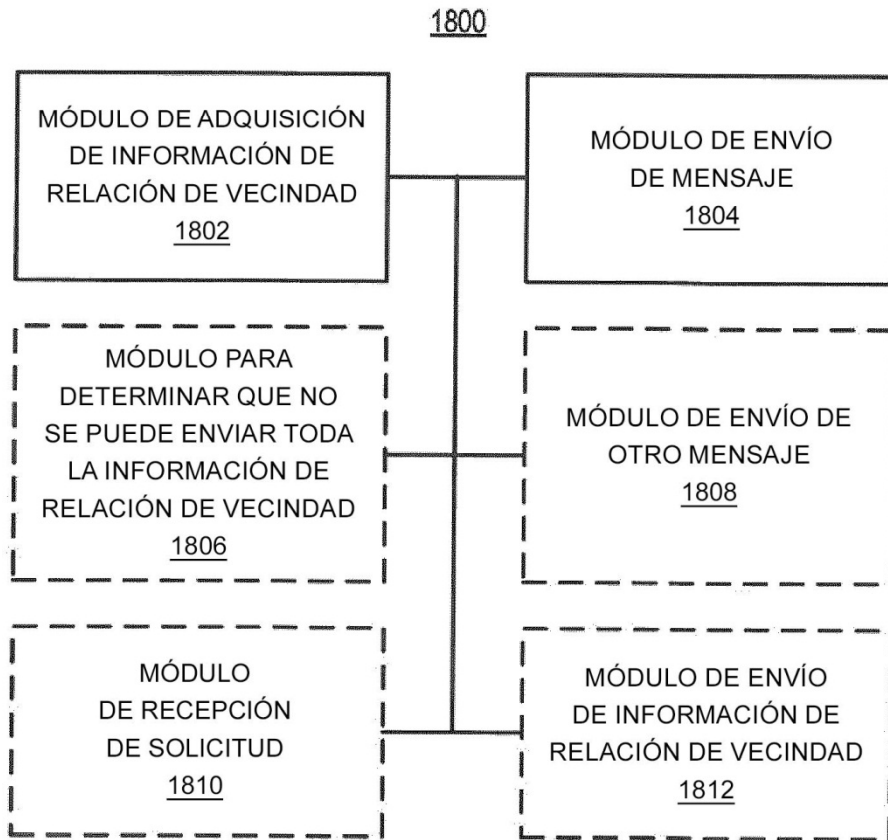 1800
MÓDULO DE ADQUISICIÓN
DE INFORMACIÓN DE
RELACIÓN DE VECINDAD
1802
MÓDULO DE ENVÍO
DE MENSAJE
1804
MÓDULO PARA
DETERMINAR QUE NO
SE PUEDE ENVIAR TODA
LA INFORMACIÓN DE
RELACIÓN DE VECINDAD
1806
MÓDULO DE ENVÍO DE
OTRO MENSAJE
1808
MÓDULO
DE RECEPCIÓN
DE SOLICITUD
1810
MÓDULO DE ENVÍO
DE INFORMACIÓN DE
RELACIÓN DE VECINDAD
1812